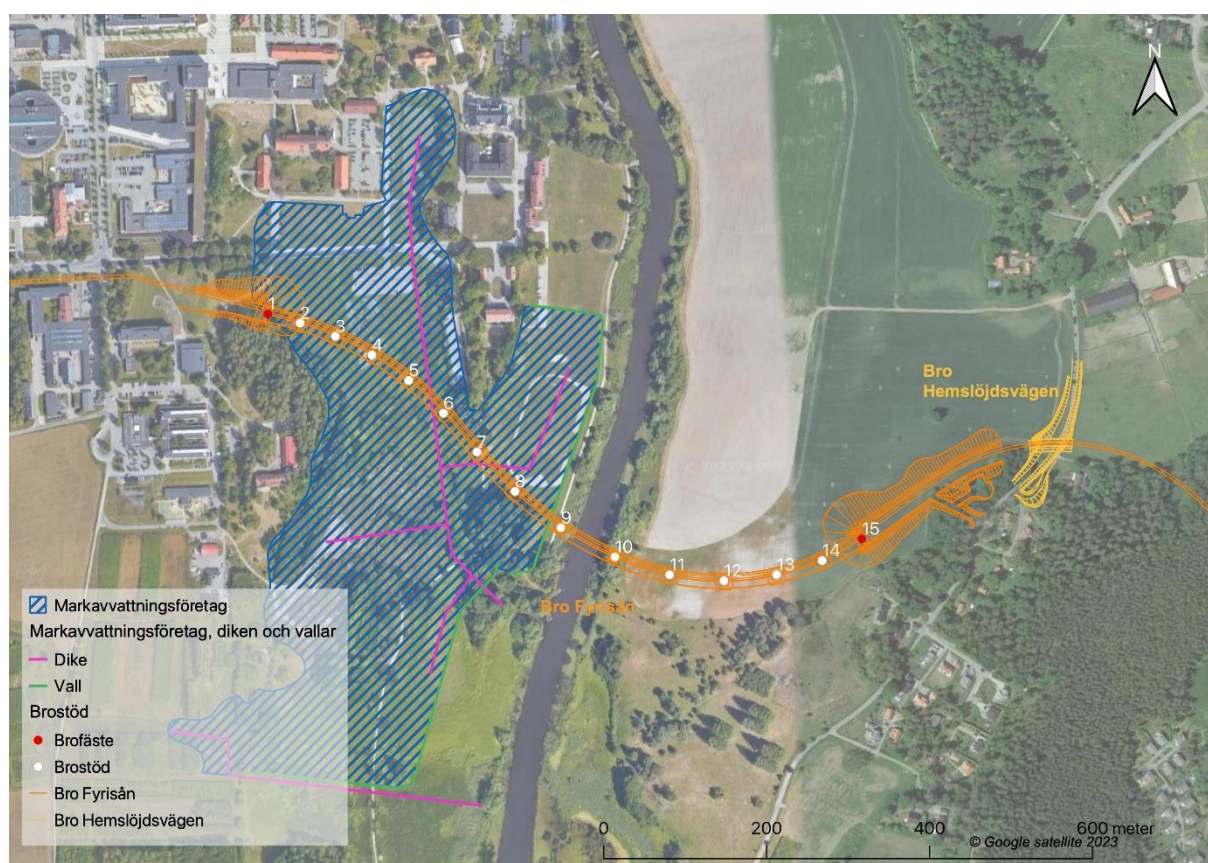 N
1
2
3
4
5
6
7
8
9
10
11
12
13
14
15
Bro
Hemslöjdsvägen
Bro Fyrisån
Markavvattningsföretag
Markavvattningsföretag, diken och vallar
Dike
Vall
Brostöd
Brofäste
Brostöd
Bro Fyrisån
Bro Hemslöjdsvägen
0 200 400 600 meter
© Google satellite 2023